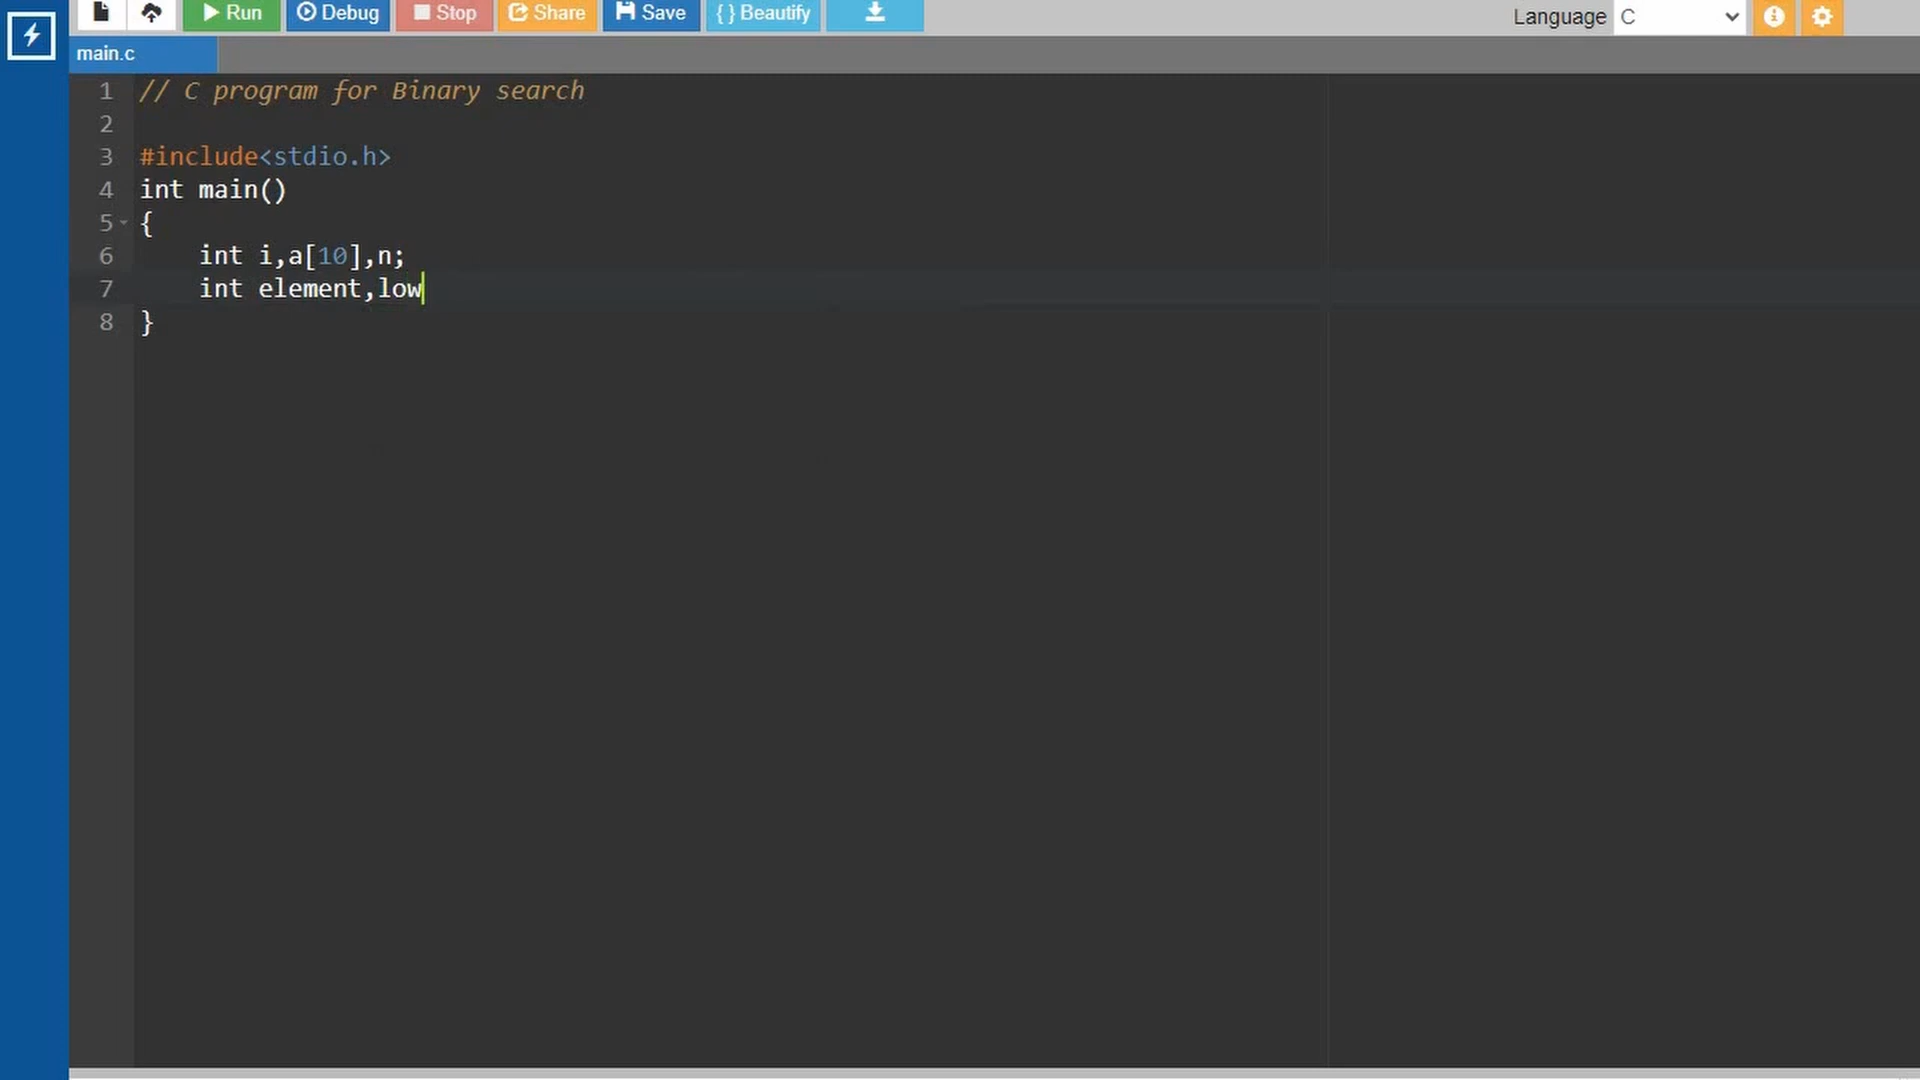 Run Debug Stop Share Save { } Beautify Language C
main.c
1 // C program for Binary search
2
3 #include<stdio.h>
4 int main()
5 {
6     int i,a[10],n;
7     int element,low
8 }